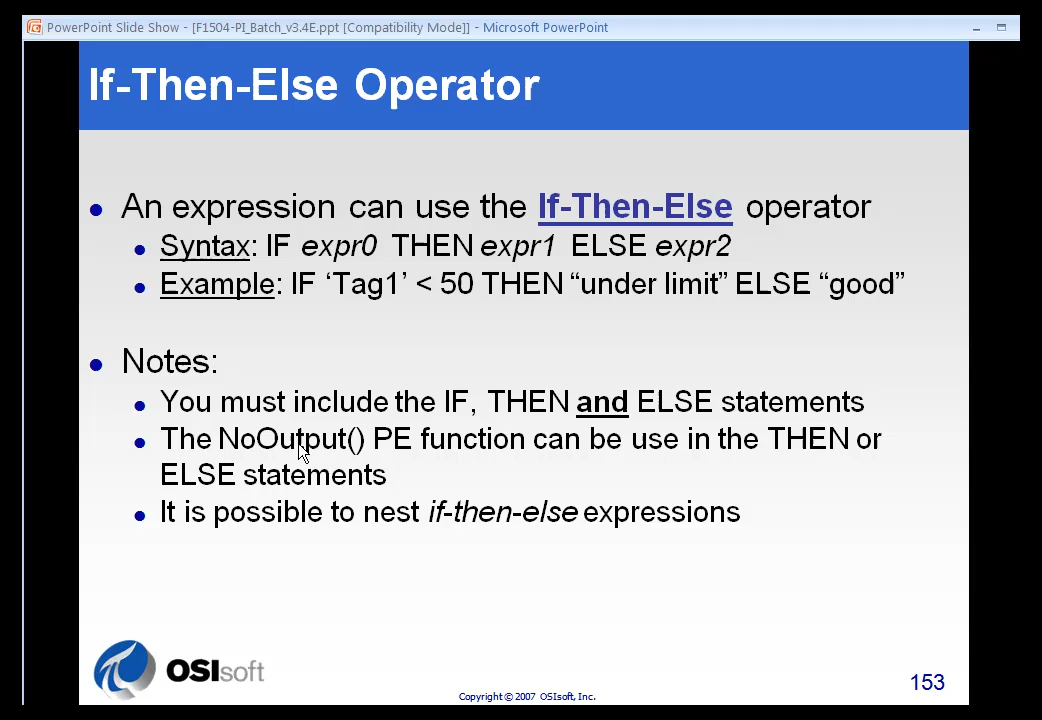 PowerPoint Slide Show - [F1504-PI_Batch_v3.4E.ppt [Compatibility Mode]] - Microsoft PowerPoint
If-Then-Else Operator
An expression can use the If-Then-Else operator
Syntax: IF expr0 THEN expr1 ELSE expr2
Example: IF ‘Tag1’ < 50 THEN “under limit” ELSE “good”
Notes:
You must include the IF, THEN and ELSE statements
The NoOutput() PE function can be use in the THEN or
ELSE statements
It is possible to nest if-then-else expressions
OSIsoft
Copyright © 2007 OSIsoft, Inc.
153